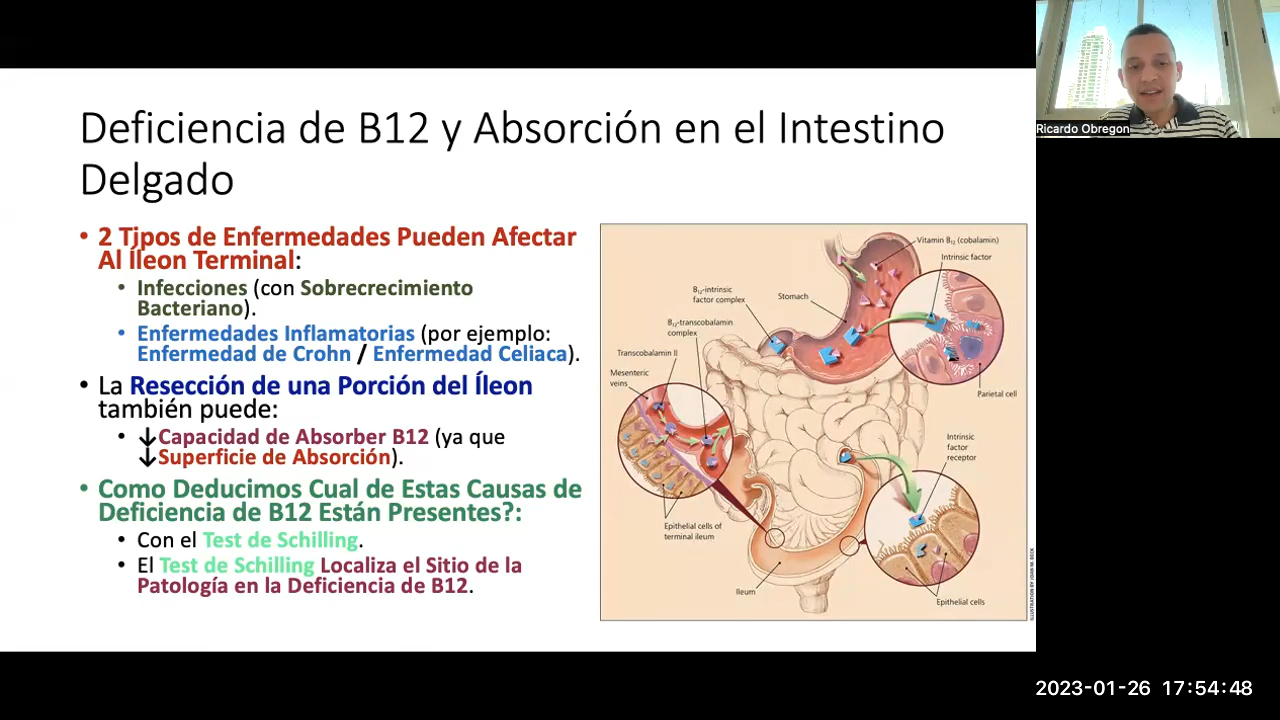 Deficiencia de B12 y Absorción en el Intestino
Delgado
• 2 Tipos de Enfermedades Pueden Afectar
Al Íleon Terminal:
• Infecciones (con Sobrecrecimiento
Bacteriano).
• Enfermedades Inflamatorias (por ejemplo:
Enfermedad de Crohn / Enfermedad Celiaca).
• La Resección de una Porción del Íleon
también puede:
• ↓Capacidad de Absorber B12 (ya que
↓Superficie de Absorción).
• Como Deducimos Cual de Estas Causas de
Deficiencia de B12 Están Presentes?:
• Con el Test de Schilling.
• El Test de Schilling Localiza el Sitio de la
Patología en la Deficiencia de B12.
Vitamin B12 (cobalamin)
Intrinsic factor
B12-intrinsic
factor complex
Stomach
B12-transcobalamin
complex
Transcobalamin II
Mesenteric
veins
Parietal cell
Intrinsic
factor
receptor
Epithelial cells of
terminal ileum
Ileum
Epithelial cells
ILLUSTRATION BY JOAN M. BECK
Ricardo Obregon
2023-01-26 17:54:48